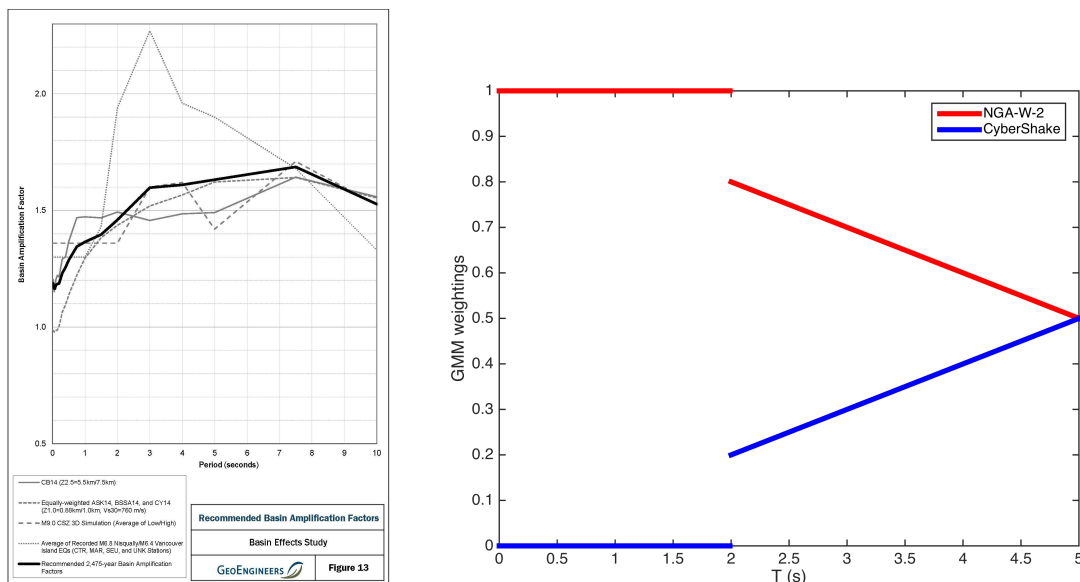 2.0
1.5
1.0
0.5
Basin Amplification Factor
0 1 2 3 4 5 6 7 8 9 10
Period (seconds)
CB14 (Z2.5=5.5km/7.5km)
Equally-weighted ASK14, BSSA14, and CY14
(Z1.0=0.88km/1.0km, Vs30=760 m/s)
M9.0 CSZ 3D Simulation (Average of Low/High)
Average of Recorded M6.8 Nisqually/M6.4 Vancouver
Island EQs (CTR, MAR, SEU, and UNK Stations)
Recommended 2,475-year Basin Amplification
Factors
Recommended Basin Amplification Factors
Basin Effects Study
GEOENGINEERS
Figure 13
1
0.9
0.8
0.7
0.6
0.5
0.4
0.3
0.2
0.1
0
GMM weightings
NGA-W-2
CyberShake
0 0.5 1 1.5 2 2.5 3 3.5 4 4.5 5
T (s)